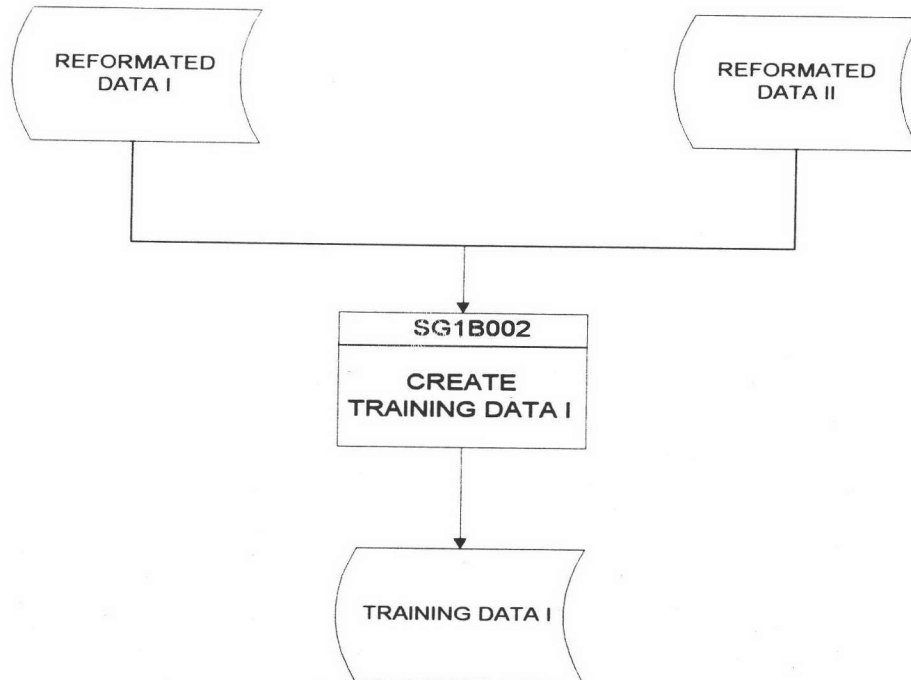 REFORMATED
DATA I
REFORMATED
DATA II
SG1B002
CREATE
TRAINING DATA I
TRAINING DATA I